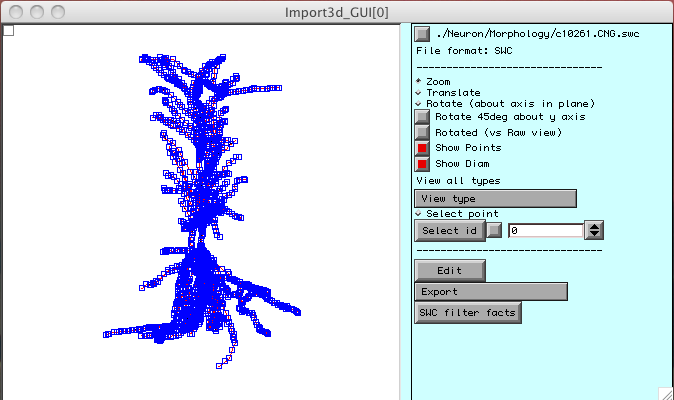 Import3d_GUI[0]
./Neuron/Morphology/c10261.CNG.swc
File format: SWC
-----------------------------
Zoom
Translate
Rotate (about axis in plane)
Rotate 45deg about y axis
Rotated (vs Raw view)
Show Points
Show Diam
View all types
View type
Select point
Select id 0
-----------------------------
Edit
Export
SWC filter facts